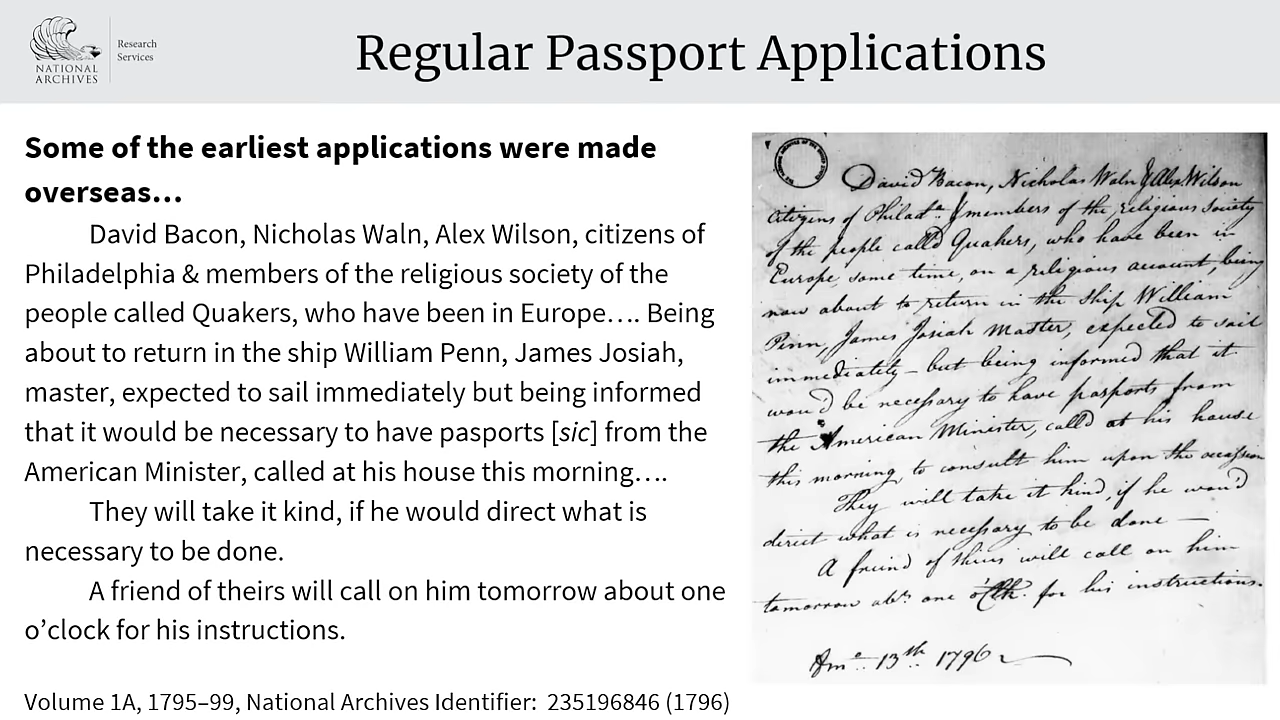 NATIONAL
ARCHIVES
Research
Services
Regular Passport Applications
Some of the earliest applications were made
overseas…
David Bacon, Nicholas Waln, Alex Wilson, citizens of
Philadelphia & members of the religious society of the
people called Quakers, who have been in Europe…. Being
about to return in the ship William Penn, James Josiah,
master, expected to sail immediately but being informed
that it would be necessary to have pasports [sic] from the
American Minister, called at his house this morning….
They will take it kind, if he would direct what is
necessary to be done.
A friend of theirs will call on him tomorrow about one
o’clock for his instructions.
Volume 1A, 1795–99, National Archives Identifier: 235196846 (1796)
David Bacon, Nicholas Waln & Alex Wilson
citizens of Philada. & members of the religious Society
of the people call'd Quakers, who have been in
Europe some time, on a religious account, being
now about to return in the ship William
Penn, James Josiah Master, expected to sail
immediately – but being informed that it
wou'd be necessary to have pasports from
the American Minister, call'd at his house
this morning to consult him upon the occasion
They will take it kind, if he wou'd
direct what is necessary to be done —
A friend of theirs will call on him
tomorrow abt. one for his instructions.
13th. 1796